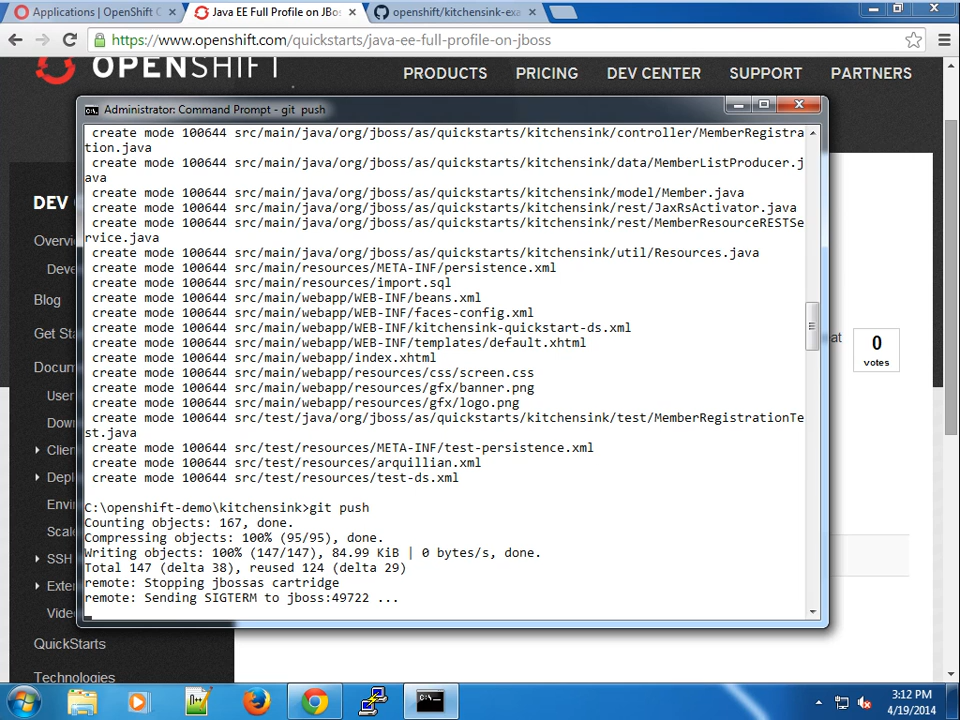 Applications | OpenShift C
Java EE Full Profile on JBo
openshift/kitchensink-exa
https://www.openshift.com/quickstarts/java-ee-full-profile-on-jboss
OPENSHIFT
PRODUCTS
PRICING
DEV CENTER
SUPPORT
PARTNERS
Administrator: Command Prompt - git push
create mode 100644 src/main/java/org/jboss/as/quickstarts/kitchensink/controller/MemberRegistra
tion.java
create mode 100644 src/main/java/org/jboss/as/quickstarts/kitchensink/data/MemberListProducer.j
ava
create mode 100644 src/main/java/org/jboss/as/quickstarts/kitchensink/model/Member.java
create mode 100644 src/main/java/org/jboss/as/quickstarts/kitchensink/rest/JaxRsActivator.java
create mode 100644 src/main/java/org/jboss/as/quickstarts/kitchensink/rest/MemberResourceRESTSe
rvice.java
create mode 100644 src/main/java/org/jboss/as/quickstarts/kitchensink/util/Resources.java
create mode 100644 src/main/resources/META-INF/persistence.xml
create mode 100644 src/main/resources/import.sql
create mode 100644 src/main/webapp/WEB-INF/beans.xml
create mode 100644 src/main/webapp/WEB-INF/faces-config.xml
create mode 100644 src/main/webapp/WEB-INF/kitchensink-quickstart-ds.xml
create mode 100644 src/main/webapp/WEB-INF/templates/default.xhtml
create mode 100644 src/main/webapp/index.xhtml
create mode 100644 src/main/webapp/resources/css/screen.css
create mode 100644 src/main/webapp/resources/gfx/banner.png
create mode 100644 src/main/webapp/resources/gfx/logo.png
create mode 100644 src/test/java/org/jboss/as/quickstarts/kitchensink/test/MemberRegistrationTe
st.java
create mode 100644 src/test/resources/META-INF/test-persistence.xml
create mode 100644 src/test/resources/arquillian.xml
create mode 100644 src/test/resources/test-ds.xml
C:\openshift-demo\kitchensink>git push
Counting objects: 167, done.
Compressing objects: 100% (95/95), done.
Writing objects: 100% (147/147), 84.99 KiB | 0 bytes/s, done.
Total 147 (delta 38), reused 124 (delta 29)
remote: Stopping jbossas cartridge
remote: Sending SIGTERM to jboss:49722 ...
DEV
Overvie
Deve
Blog
Get Sta
Docum
User
Dow
Clien
Depl
Envir
Scale
SSH
Exter
Vide
QuickStarts
Technologies
at
0
votes
C:\
3:12 PM
4/19/2014